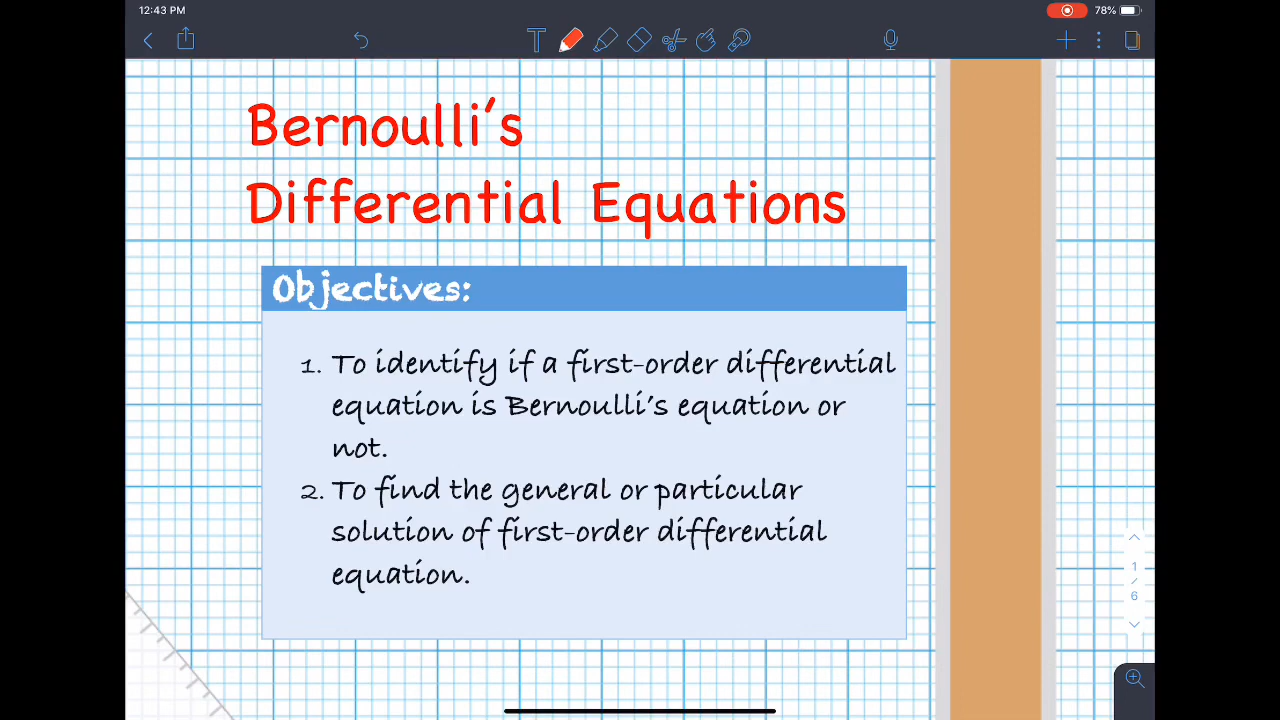 12:43 PM
78%
Bernoulli's
Differential Equations
Objectives:
1. To identify if a first-order differential
equation is Bernoulli's equation or
not.
2. To find the general or particular
solution of first-order differential
equation.
1
/
6